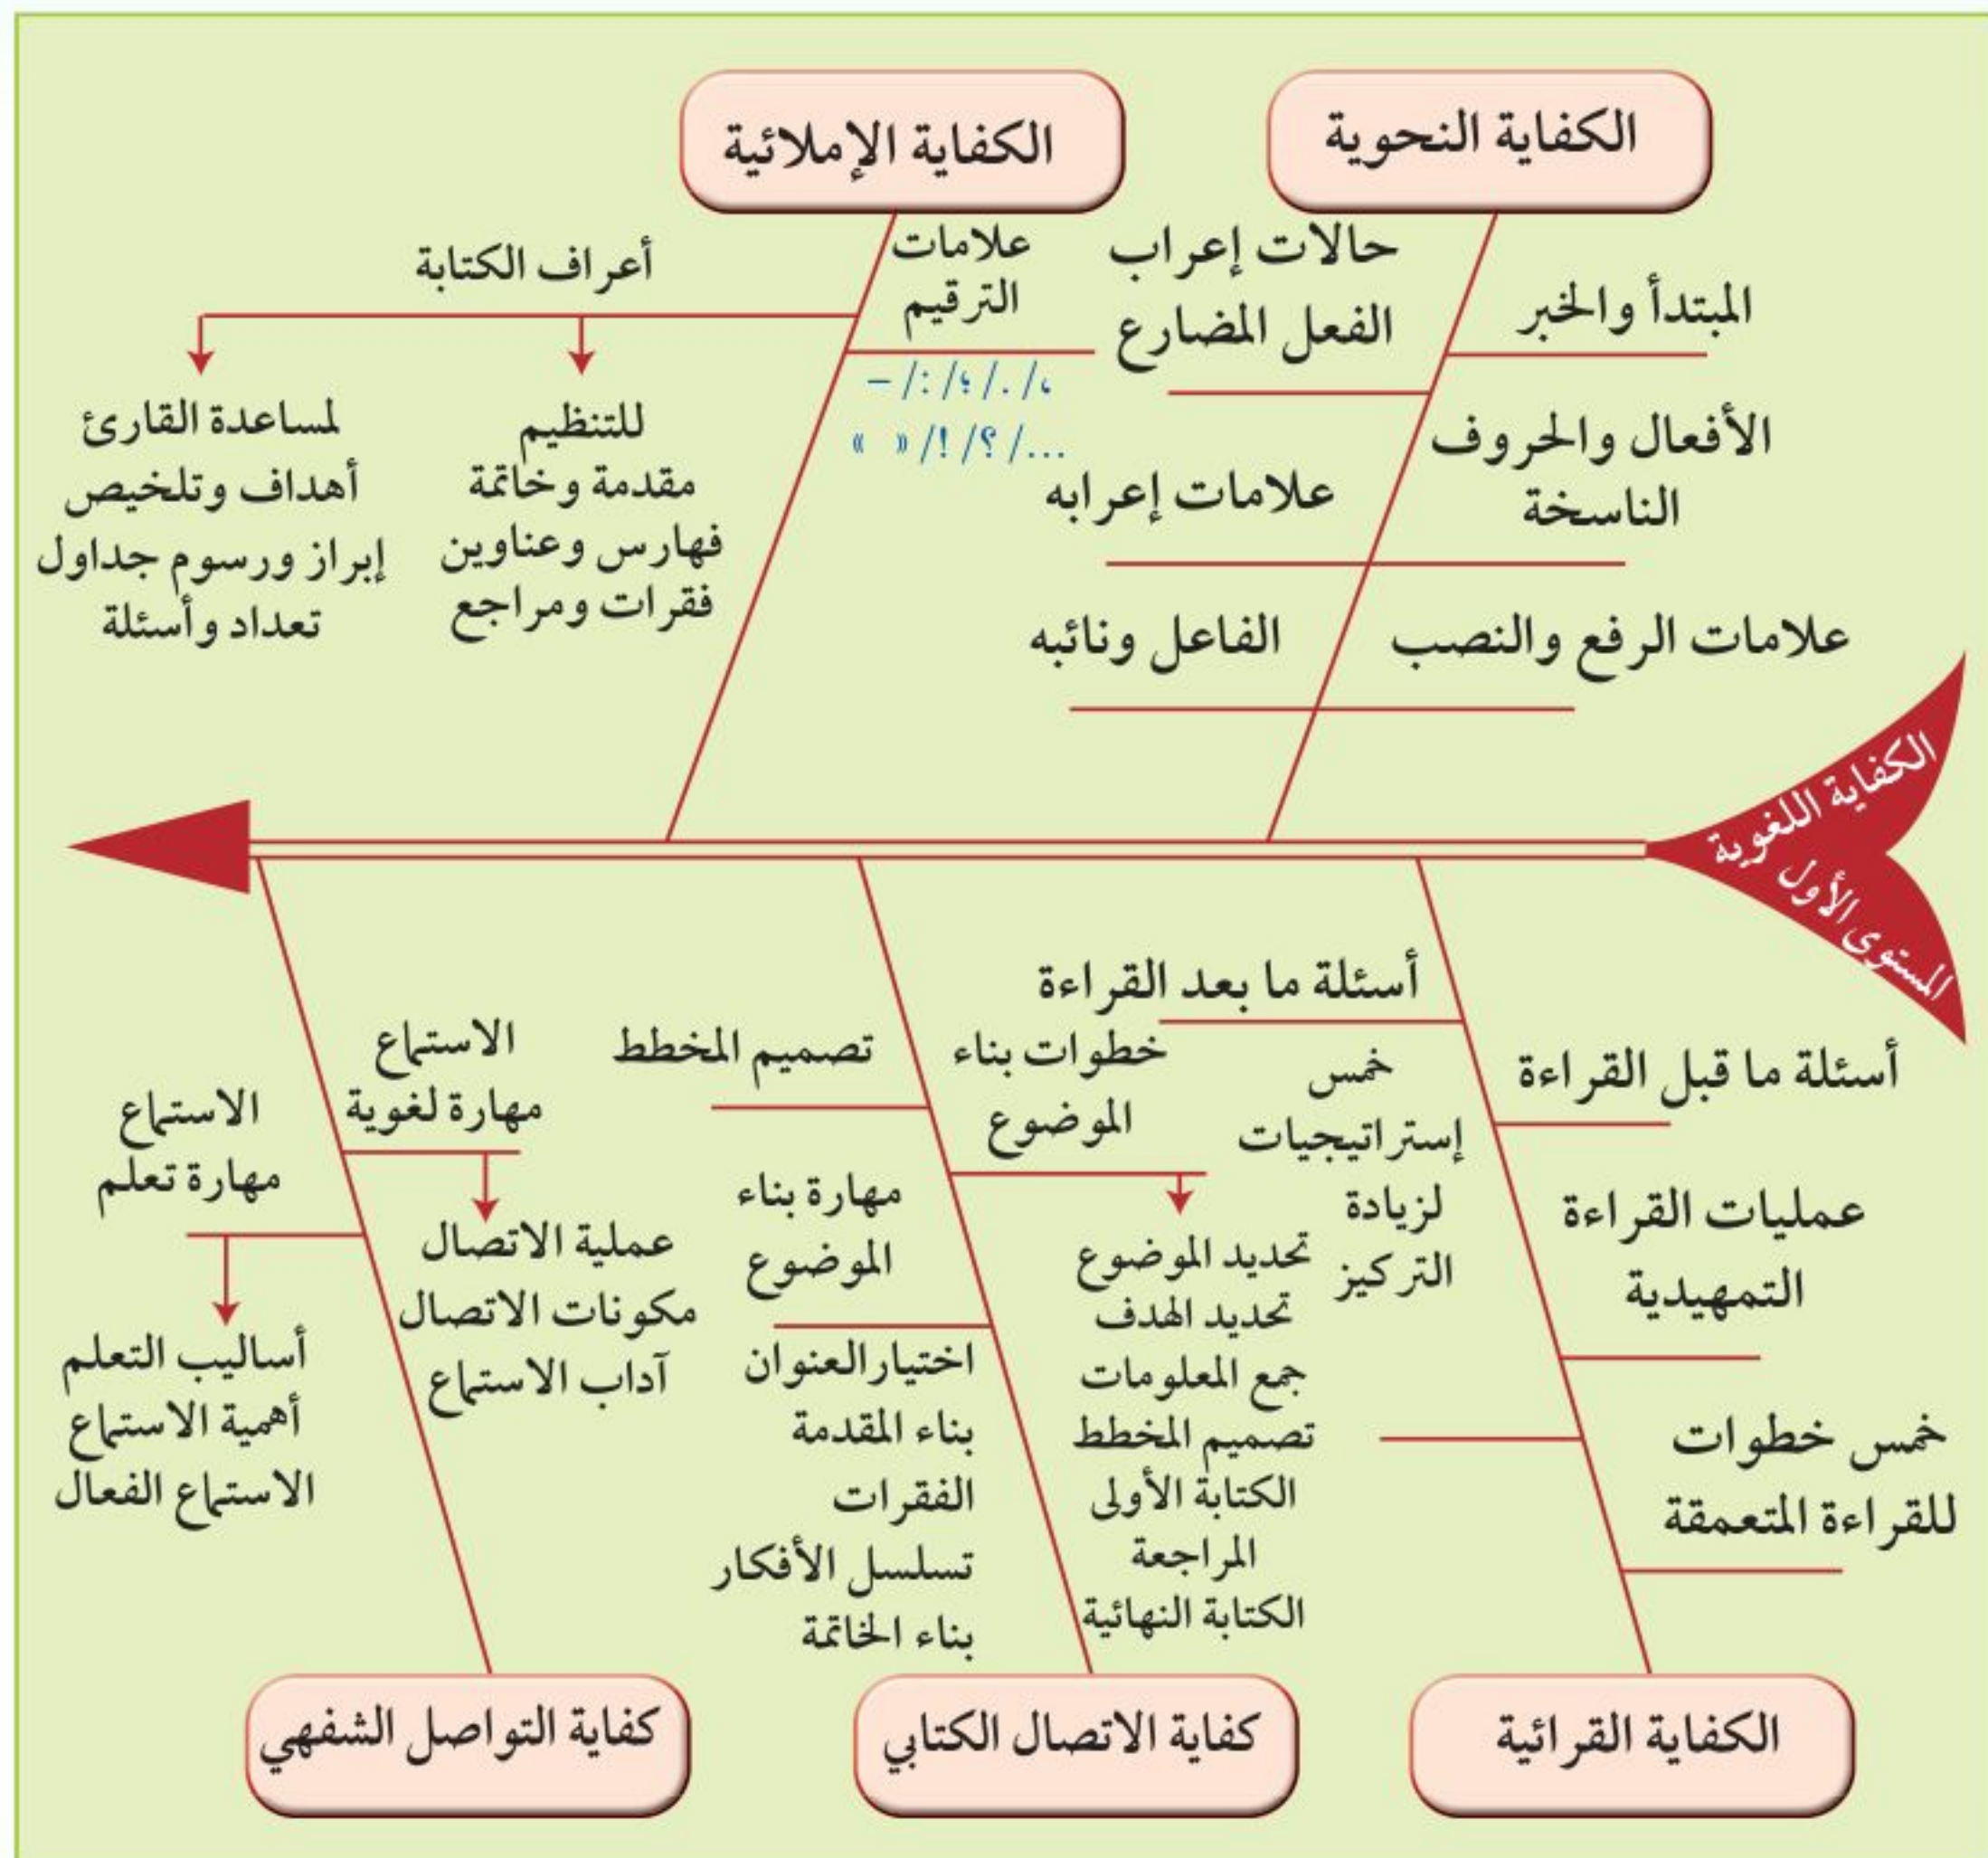 الكفاية النحوية
المبتدأ والخبر
الأفعال والحروف
الناسخة
علامات الرفع والنصب
حالات إعراب
الفعل المضارع
علامات إعرابه
الفاعل ونائبه
الكفاية الإملائية
علامات
الترقيم
،/ ./ ؛/ :/ –
.../ ؟/ !/ « »
أعراف الكتابة
للتنظيم
مقدمة وخاتمة
فهارس وعناوين
فقرات ومراجع
لمساعدة القارئ
أهداف وتلخيص
إبراز ورسوم جداول
تعداد وأسئلة
الكفاية اللغوية
المستوى الأول
أسئلة ما قبل القراءة
عمليات القراءة
التمهيدية
خمس خطوات
للقراءة المتعمقة
أسئلة ما بعد القراءة
خمس
إستراتيجيات
لزيادة
التركيز
الكفاية القرائية
خطوات بناء
الموضوع
تحديد الموضوع
تحديد الهدف
جمع المعلومات
تصميم المخطط
الكتابة الأولى
المراجعة
الكتابة النهائية
تصميم المخطط
مهارة بناء
الموضوع
اختيارالعنوان
بناء المقدمة
الفقرات
تسلسل الأفكار
بناء الخاتمة
كفاية الاتصال الكتابي
الاستماع
مهارة لغوية
عملية الاتصال
مكونات الاتصال
آداب الاستماع
الاستماع
مهارة تعلم
أساليب التعلم
أهمية الاستماع
الاستماع الفعال
كفاية التواصل الشفهي